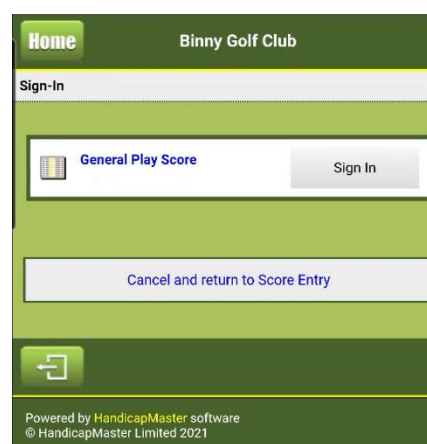 Home
Binny Golf Club
Sign-In
General Play Score
Sign In
Cancel and return to Score Entry
Powered by HandicapMaster software
© HandicapMaster Limited 2021